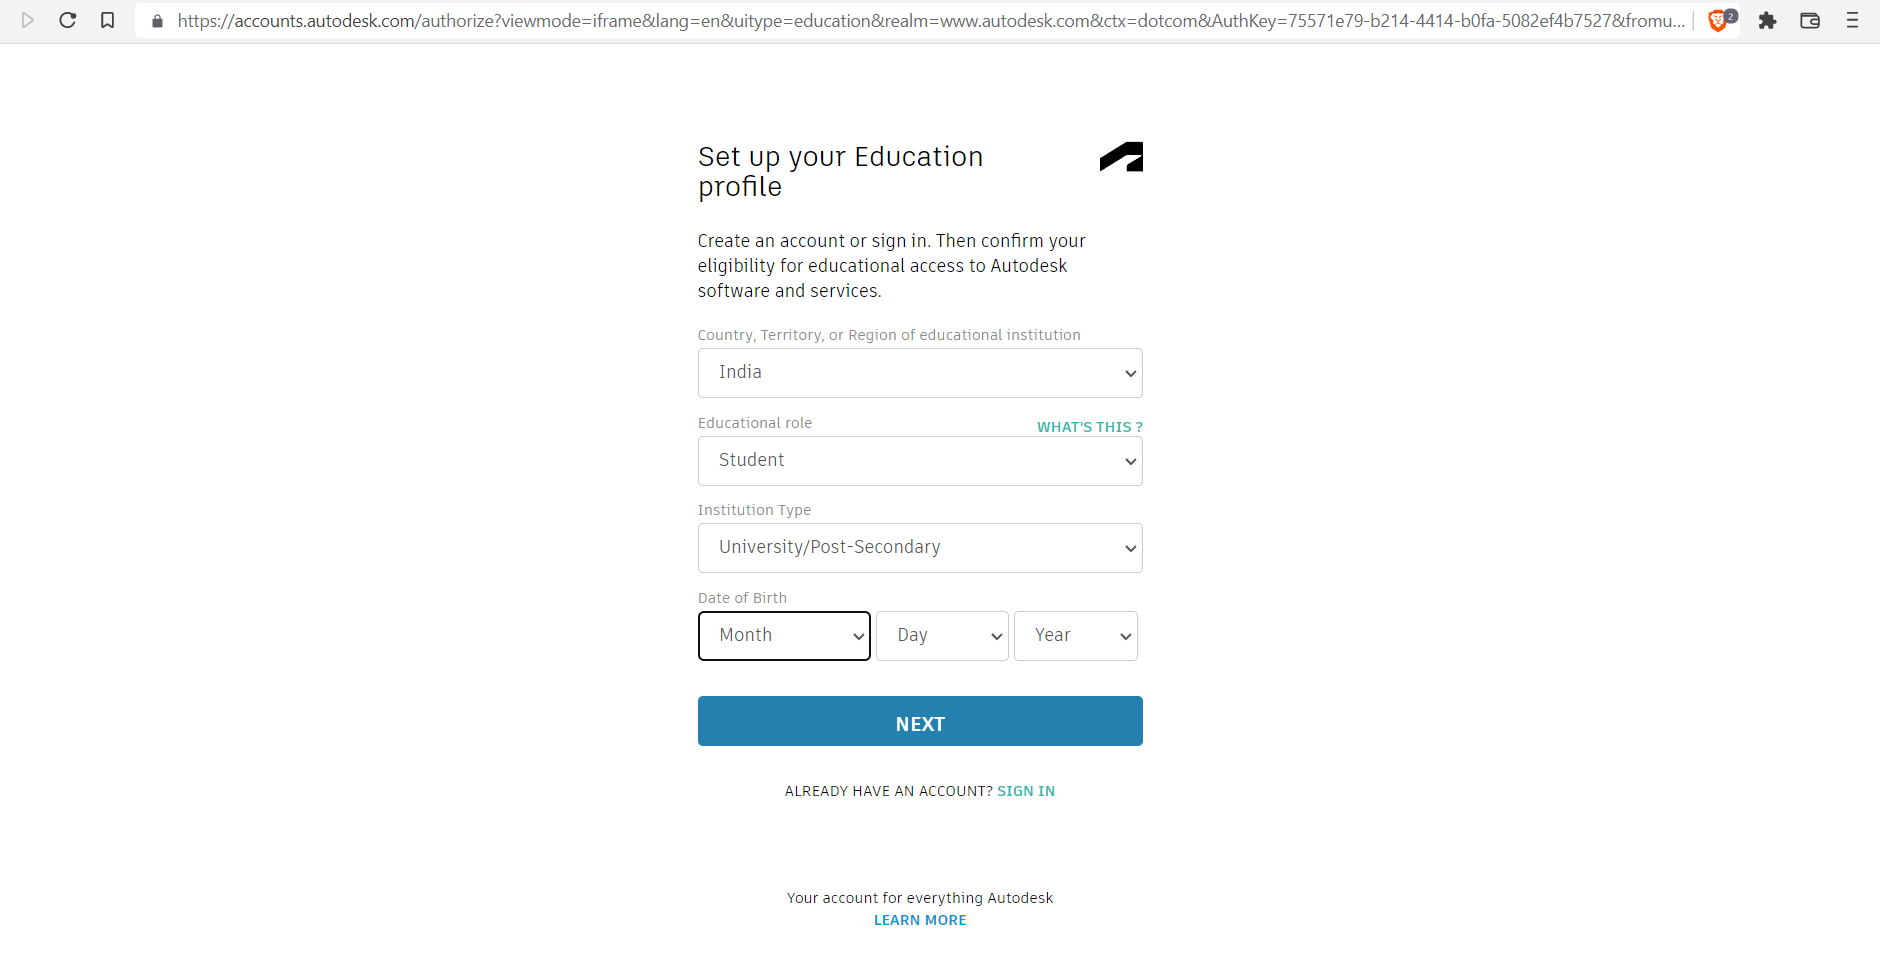 https://accounts.autodesk.com/authorize?viewmode=iframe&lang=en&uitype=education&realm=www.autodesk.com&ctx=dotcom&AuthKey=75571e79-b214-4414-b0fa-5082ef4b7527&fromu...
2
Set up your Education
profile
Create an account or sign in. Then confirm your
eligibility for educational access to Autodesk
software and services.
Country, Territory, or Region of educational institution
India
Educational role
WHAT'S THIS ?
Student
Institution Type
University/Post-Secondary
Date of Birth
Month Day Year
NEXT
ALREADY HAVE AN ACCOUNT? SIGN IN
Your account for everything Autodesk
LEARN MORE